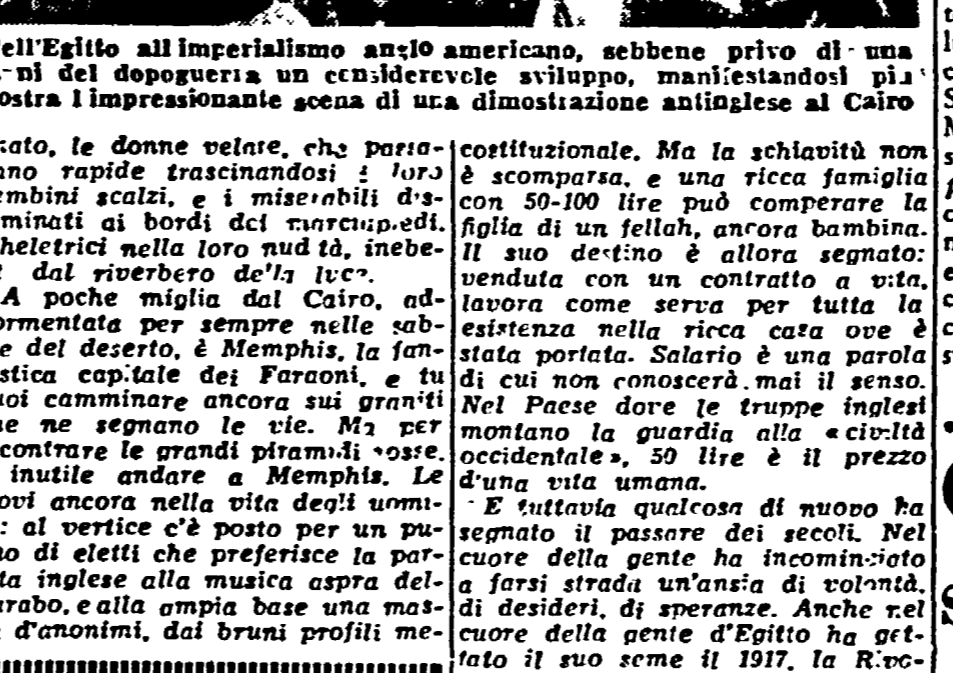 ell'Egitto all'imperialismo anglo americano, sebbene privo di una
ni del dopoguerra un considerevole sviluppo, manifestandosi più
ostra l'impressionante scena di una dimostrazione antinglese al Cairo
cato, le donne velate, che
no rapide trascinandosi i loro
mbini scalzi, e i miserabili dis-
minati ai bordi dei marciapiedi,
heletrici nella loro nudità, inebe-
dal riverbero della luce.
A poche miglia dal Cairo, ad-
ormentata per sempre nelle sab-
e del deserto, è Memphis, la fan-
stica capitale dei Faraoni, e tu
uoi camminare ancora sui graniti
he ne segnano le vie. Ma per
contrare le grandi piramidi
inutile andare a Memphis. Le
ovi ancora nella vita degli uomi-
: al vertice c'è posto per un pu-
no di eletti che preferisce la par-
ta inglese alla musica aspra del-
arabo, e alla ampia base una mas-
d'anonimi, dai bruni profili me-
costituzionale. Ma la schiavitù non
è scomparsa, e una ricca famiglia
con 50-100 lire può comperare la
figlia di un fellah, ancora bambina.
Il suo destino è allora segnato:
venduta con un contratto a vita,
lavora come serva per tutta la
esistenza nella ricca casa ove è
stata portata. Salario è una parola
di cui non conoscerà mai il senso.
Nel Paese dove le truppe inglesi
montano la guardia alla « civiltà
occidentale », 50 lire è il prezzo
d'una vita umana.
E tuttavia qualcosa di nuovo ha
segnato il passare dei secoli. Nel
cuore della gente ha incominciato
a farsi strada un'ansia di volontà,
di desideri, di speranze. Anche nel
cuore della gente d'Egitto ha get-
tato il suo seme il 1917, la Rivo-